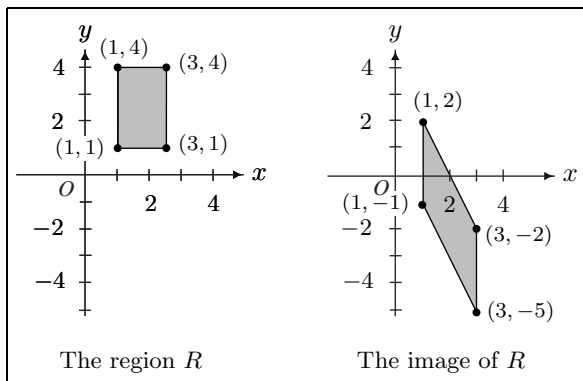 y
(1, 4)
(3, 4)
4
2
(1, 1)
(3, 1)
x
O
2
4
−2
−4
The region R
y
4
2
(1, 2)
x
O
(1, −1)
2
4
−2
(3, −2)
−4
(3, −5)
The image of R